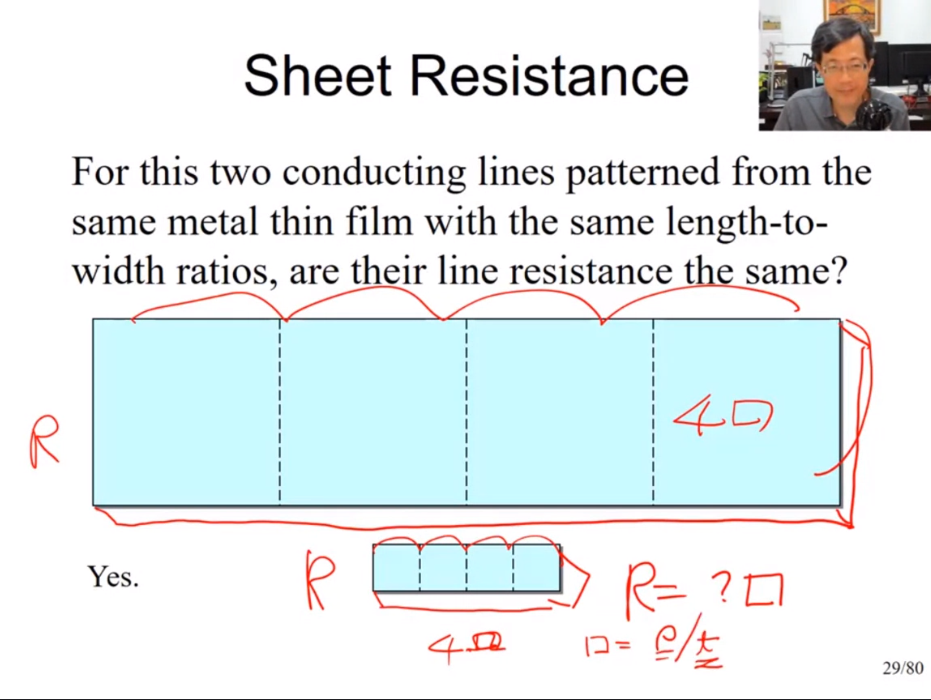 Sheet Resistance
For this two conducting lines patterned from the
same metal thin film with the same length-to-
width ratios, are their line resistance the same?
4□
R
Yes.
R
R= ?□
4□
□= ρ/t
29/80